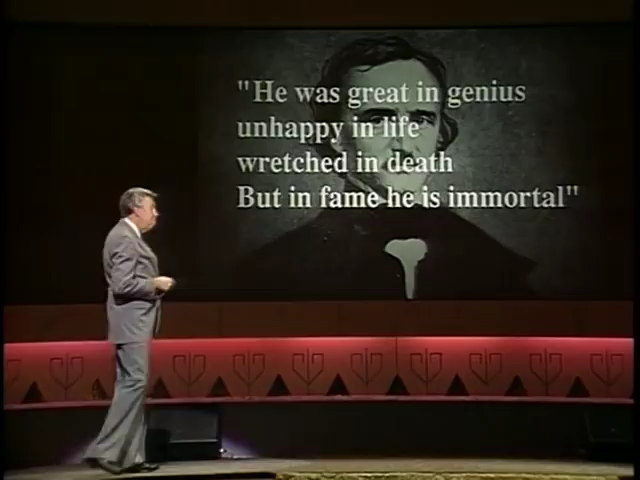 "He was great in genius
unhappy in life
wretched in death
But in fame he is immortal"